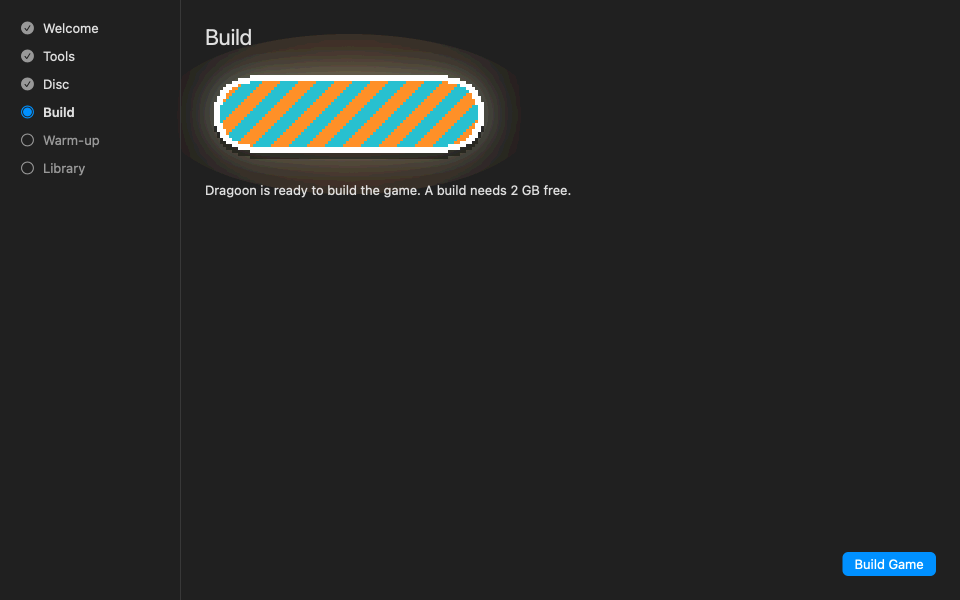 Welcome
Tools
Disc
Build
Warm-up
Library
Build
Dragoon is ready to build the game. A build needs 2 GB free.
Build Game